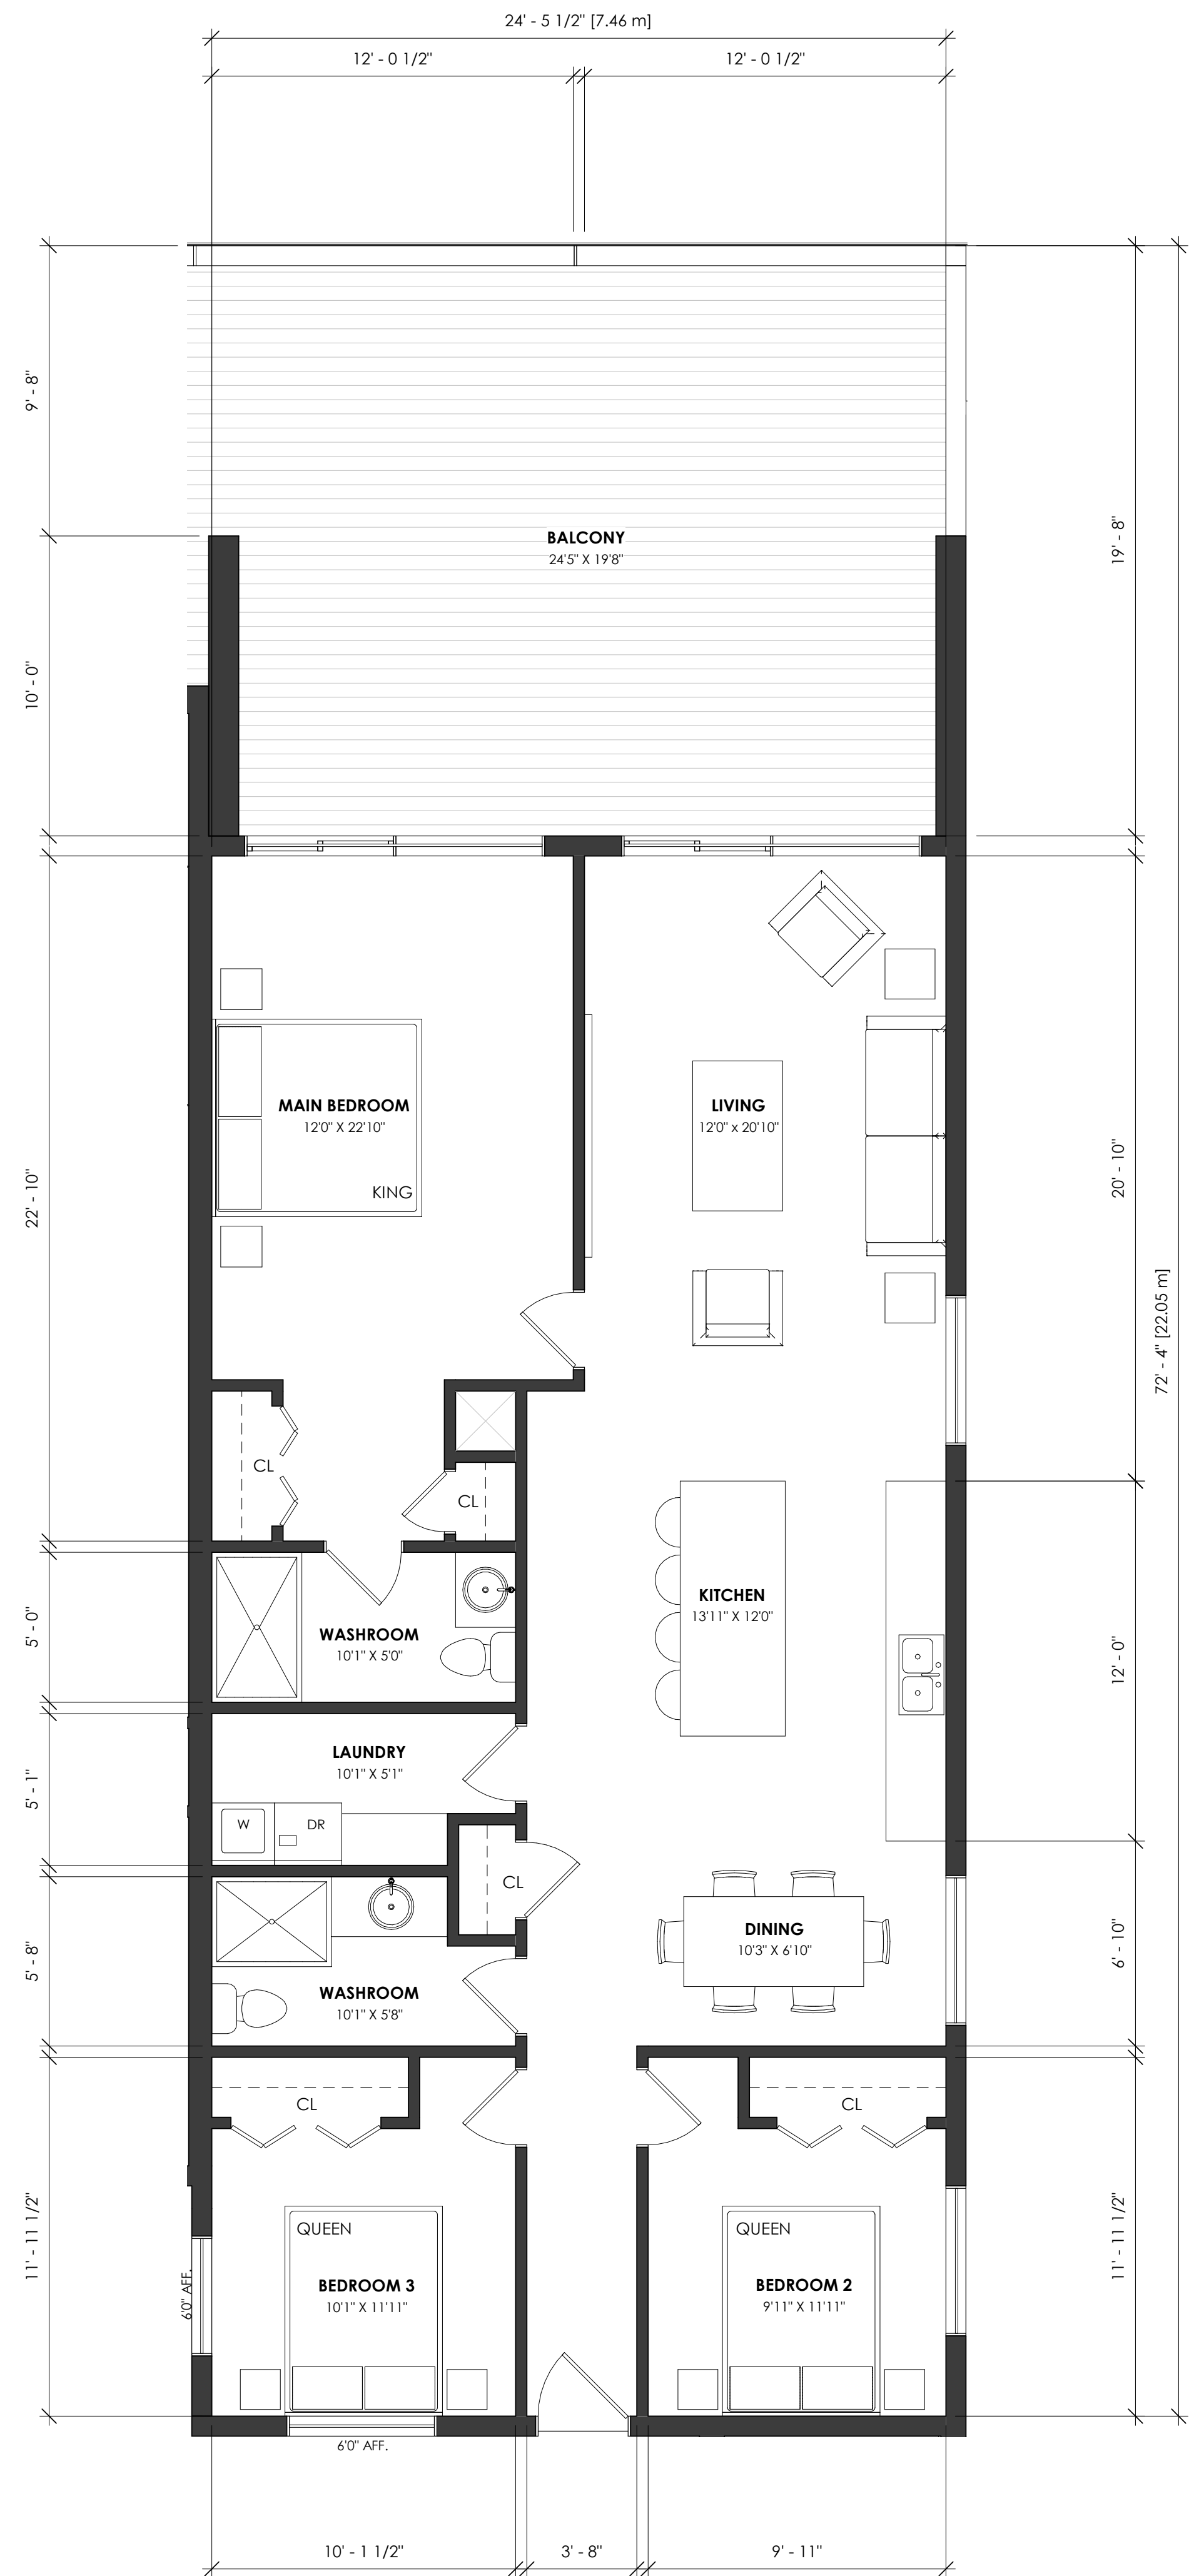 24' - 5 1/2" [7.46 m]
12' - 0 1/2"
12' - 0 1/2"
9' - 8"
19' - 8"
BALCONY
24'5" X 19'8"
10' - 0"
MAIN BEDROOM
12'0" X 22'10"
KING
LIVING
12'0" x 20'10"
22' - 10"
20' - 10"
72' - 4" [22.05 m]
CL
CL
KITCHEN
13'11" X 12'0"
WASHROOM
10'1" X 5'0"
5' - 0"
12' - 0"
LAUNDRY
10'1" X 5'1"
5' - 1"
W
DR
CL
DINING
10'3" X 6'10"
5' - 8"
6' - 10"
WASHROOM
10'1" X 5'8"
CL
CL
11' - 11 1/2"
11' - 11 1/2"
QUEEN
QUEEN
BEDROOM 3
10'1" X 11'11"
BEDROOM 2
9'11" X 11'11"
6'0" AFF.
6'0" AFF.
10' - 1 1/2"
3' - 8"
9' - 11"